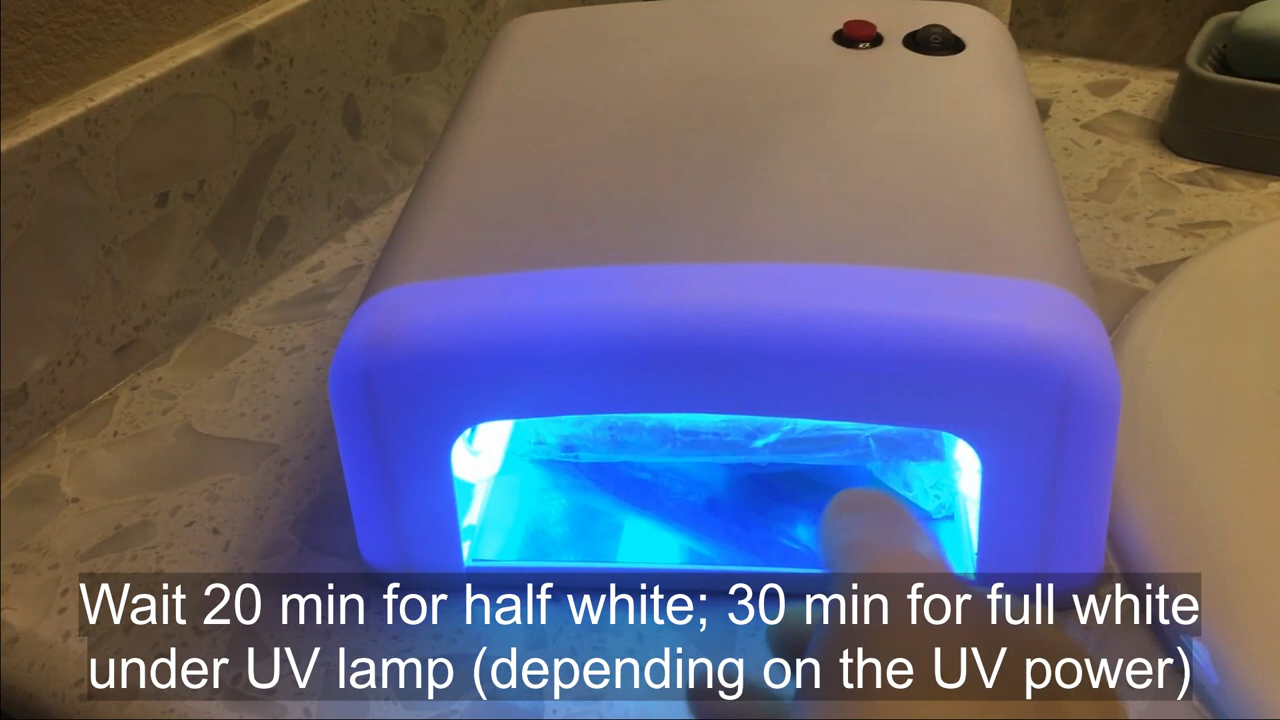 Wait 20 min for half white; 30 min for full white
under UV lamp (depending on the UV power)